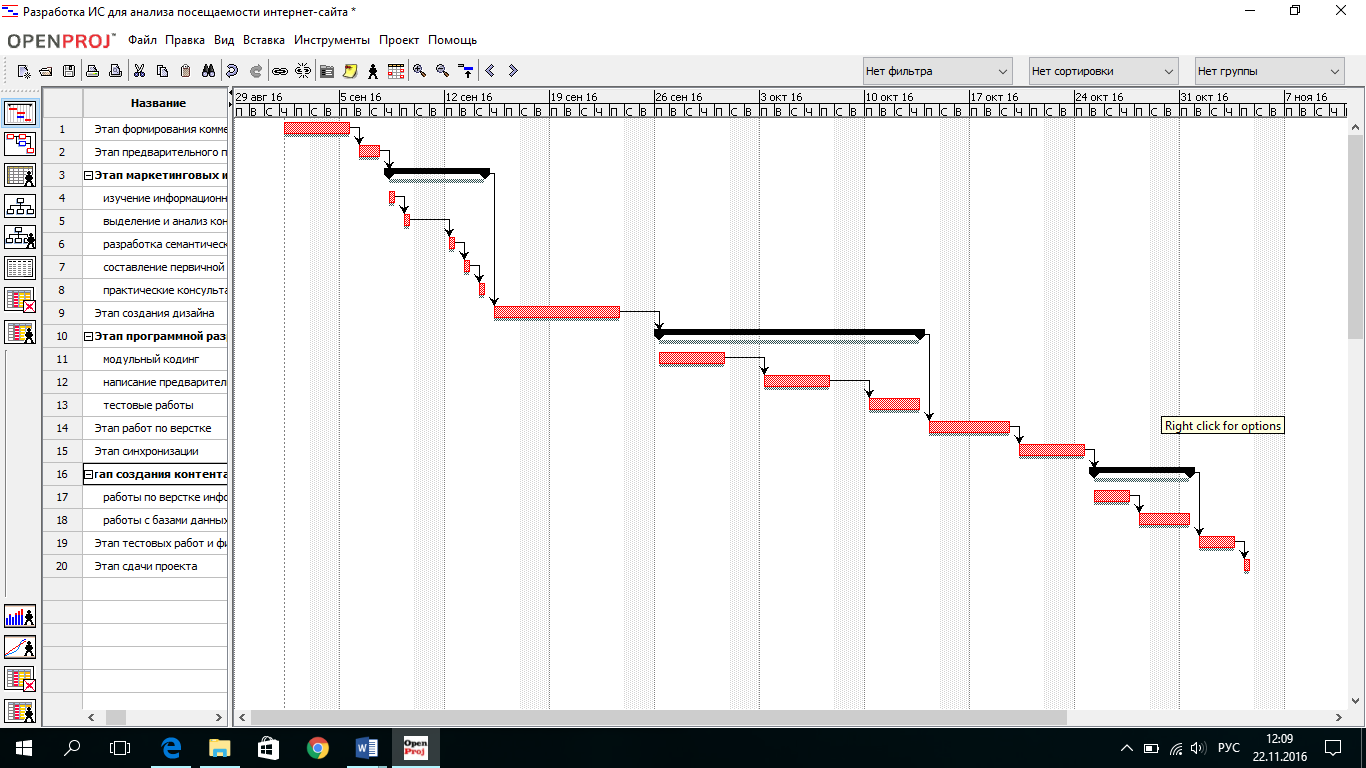 Разработка ИС для анализа посещаемости интернет-сайта *
OPENPROJ™ Файл Правка Вид Вставка Инструменты Проект Помощь
Нет фильтра Нет сортировки Нет группы
Название
29 авг 16 5 сен 16 12 сен 16 19 сен 16 26 сен 16 3 окт 16 10 окт 16 17 окт 16 24 окт 16 31 окт 16 7 ноя 16
П В С Ч П С В П В С Ч П С В П В С Ч П С В П В С Ч П С В П В С Ч П С В П В С Ч П С В П В С Ч П С В П В С Ч П С В П В С Ч П С В П В С Ч П С В П В С Ч
1 Этап формирования комме
2 Этап предварительного п
3 Этап маркетинговых и
4 изучение информационн
5 выделение и анализ кон
6 разработка семантическ
7 составление первичной
8 практические консульта
9 Этап создания дизайна
10 Этап программной раз
11 модульный кодинг
12 написание предварител
13 тестовые работы
14 Этап работ по верстке
15 Этап синхронизации
16 тап создания контента
17 работы по верстке инфо
18 работы с базами данных
19 Этап тестовых работ и фи
20 Этап сдачи проекта
Right click for options
Open
Proj
РУС
12:09
22.11.2016